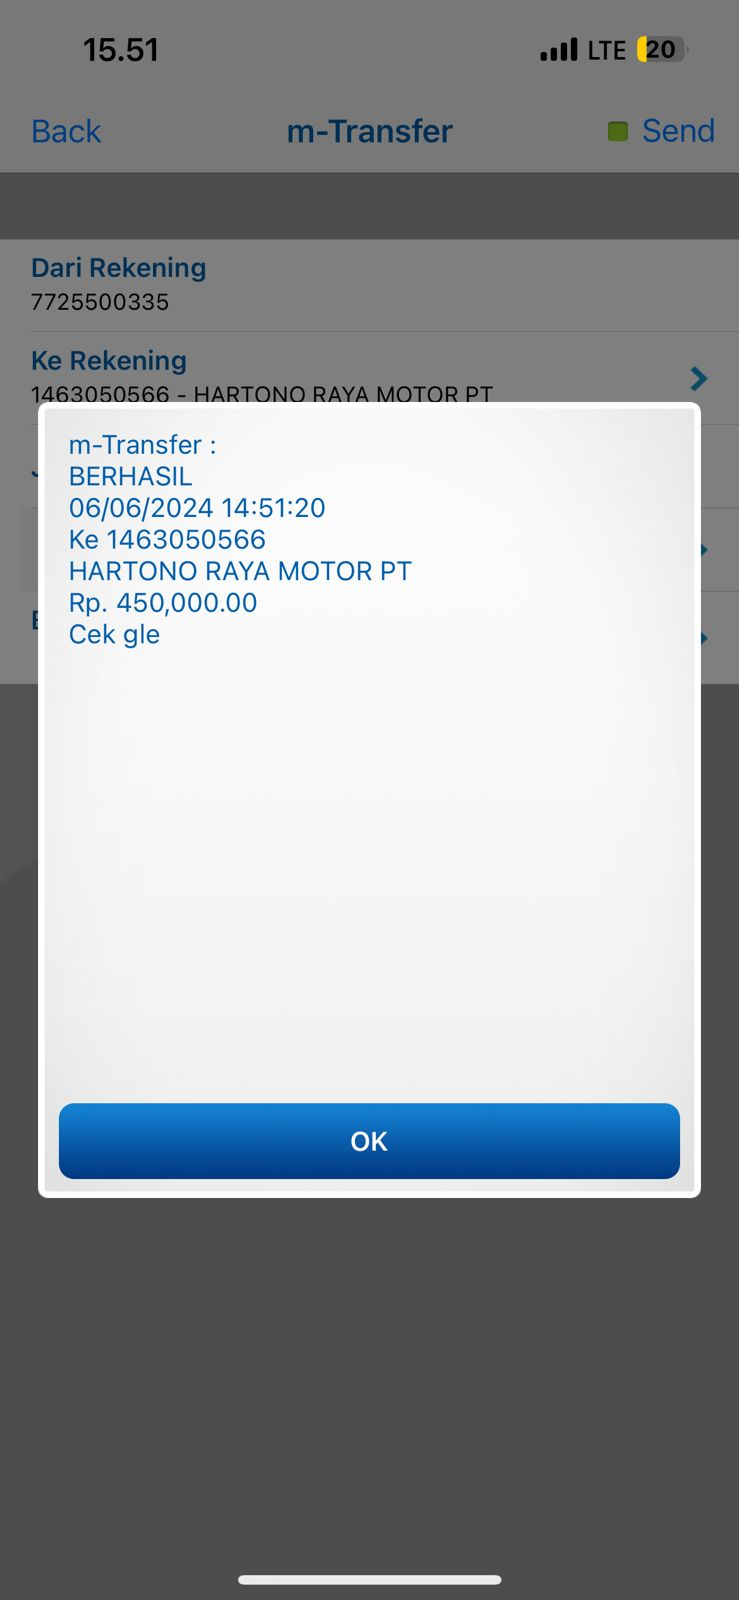 15.51
LTE 20
Back m-Transfer Send
Dari Rekening
7725500335
Ke Rekening
1463050566 - HARTONO RAYA MOTOR PT
m-Transfer :
BERHASIL
06/06/2024 14:51:20
Ke 1463050566
HARTONO RAYA MOTOR PT
Rp. 450,000.00
Cek gle
OK